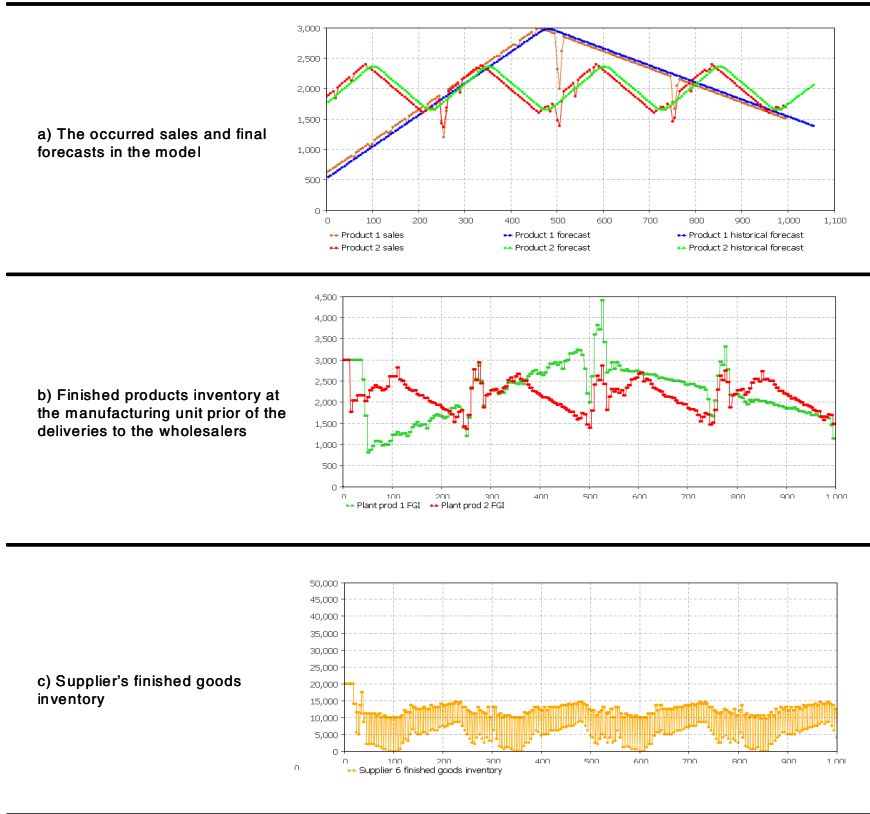 a) The occurred sales and final
forecasts in the model
3,000
2,500
2,000
1,500
1,000
500
0
0 100 200 300 400 500 600 700 800 900 1,000 1,100
Product 1 sales Product 1 forecast Product 1 historical forecast
Product 2 sales Product 2 forecast Product 2 historical forecast
b) Finished products inventory at
the manufacturing unit prior of the
deliveries to the wholesalers
4,500
4,000
3,500
3,000
2,500
2,000
1,500
1,000
500
0
0 100 200 300 400 500 600 700 800 900 1,000
Plant prod 1 FGI Plant prod 2 FGI
c) Supplier's finished goods
inventory
50,000
45,000
40,000
35,000
30,000
25,000
20,000
15,000
10,000
5,000
0
0 100 200 300 400 500 600 700 800 900
Supplier 6 finished goods inventory